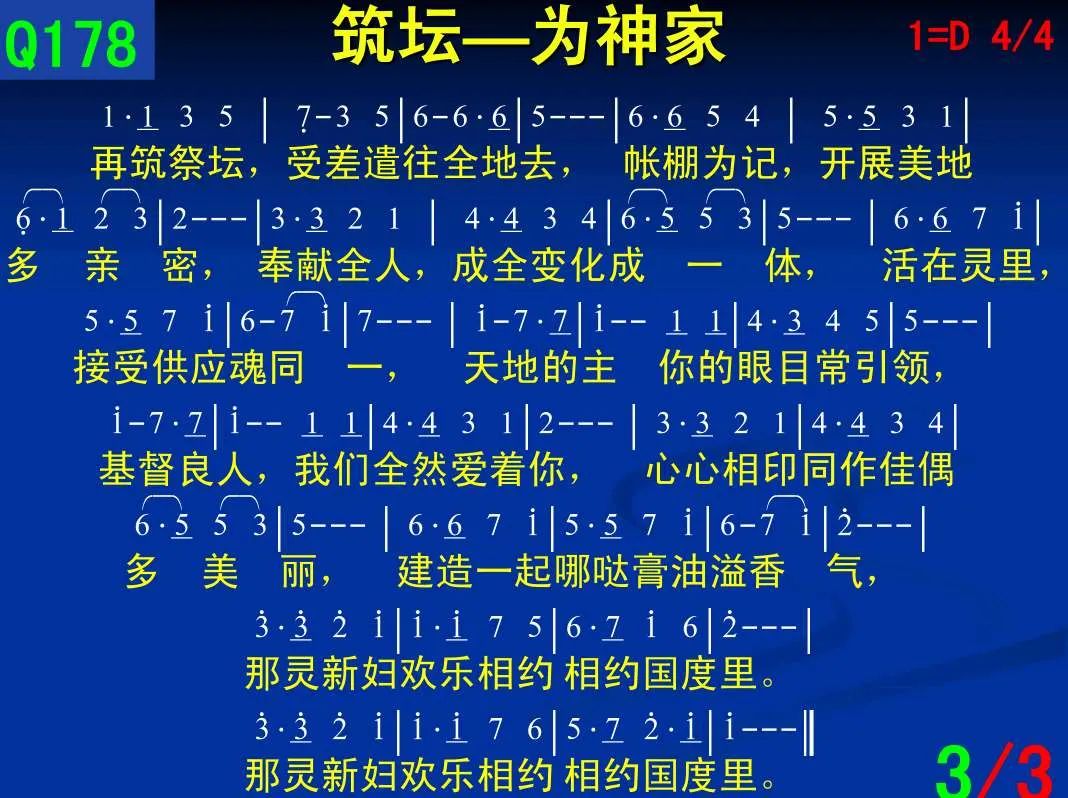 Q178
筑坛—为神家
1=D 4/4
1·1 3 5 | 7̣-3 5|6-6·6|5---|6·6 5 4 | 5·5 3 1|
再筑祭坛，受差遣往全地去， 帐棚为记，开展美地
6̣·1 2 3|2---|3·3 2 1 | 4·4 3 4|6·5 5 3|5--- | 6·6 7 i|
多 亲 密， 奉献全人，成全变化成 一 体， 活在灵里，
5·5 7 i|6-7 i|7--- | i-7·7|i-- 1 1|4·3 4 5|5---|
接受供应魂同 一， 天地的主 你的眼目常引领，
i-7·7|i-- 1 1|4·4 3 1|2--- | 3·3 2 1|4·4 3 4|
基督良人，我们全然爱着你， 心心相印同作佳偶
6·5 5 3|5--- | 6·6 7 i|5·5 7 i|6-7 i|2̇---|
多 美 丽， 建造一起哪哒膏油溢香 气，
3̇·3̇ 2̇ i|i·i 7 5|6·7 i 6|2̇---|
那灵新妇欢乐相约 相约国度里。
3̇·3̇ 2̇ i|i·i 7 6|5·7 2̇·i|i---‖
那灵新妇欢乐相约 相约国度里。
3/3